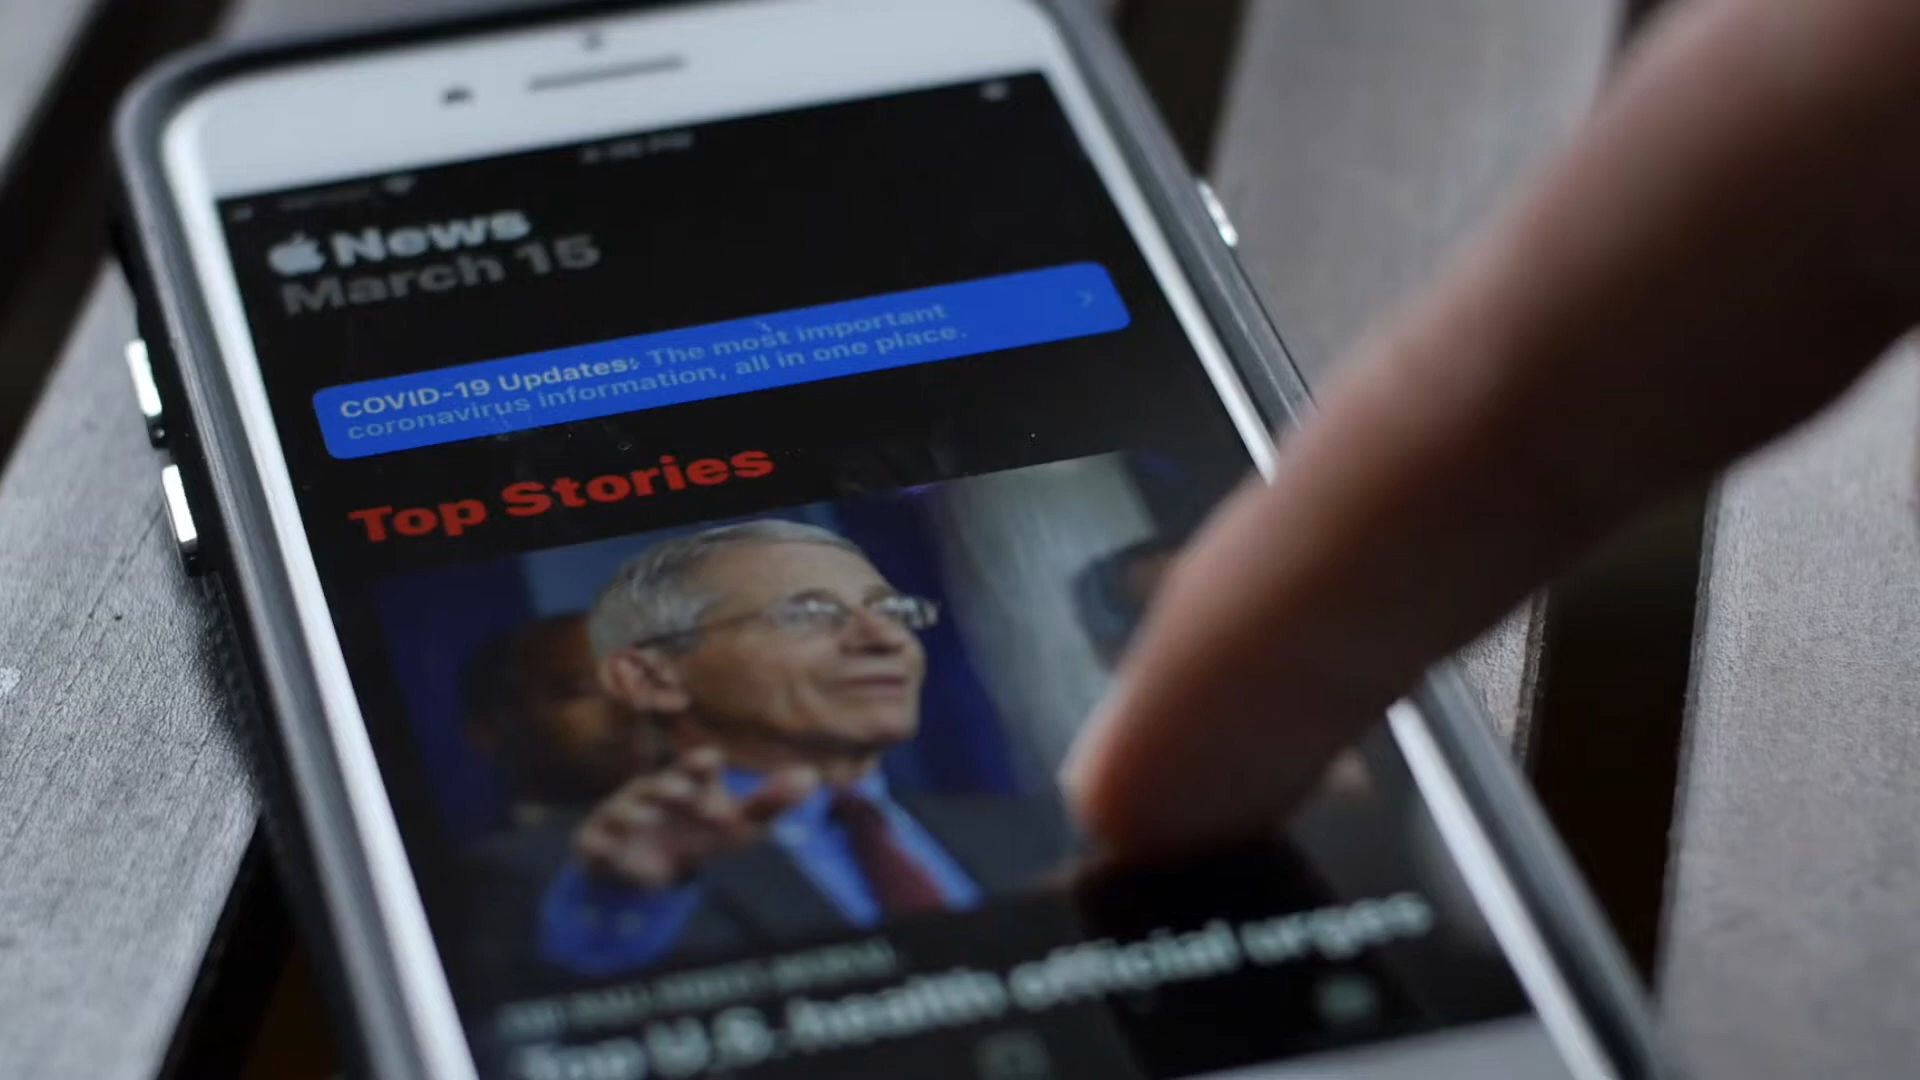 News
March 15
COVID-19 Updates: The most important
coronavirus information, all in one place.
Top Stories
Top U.S. health official urges